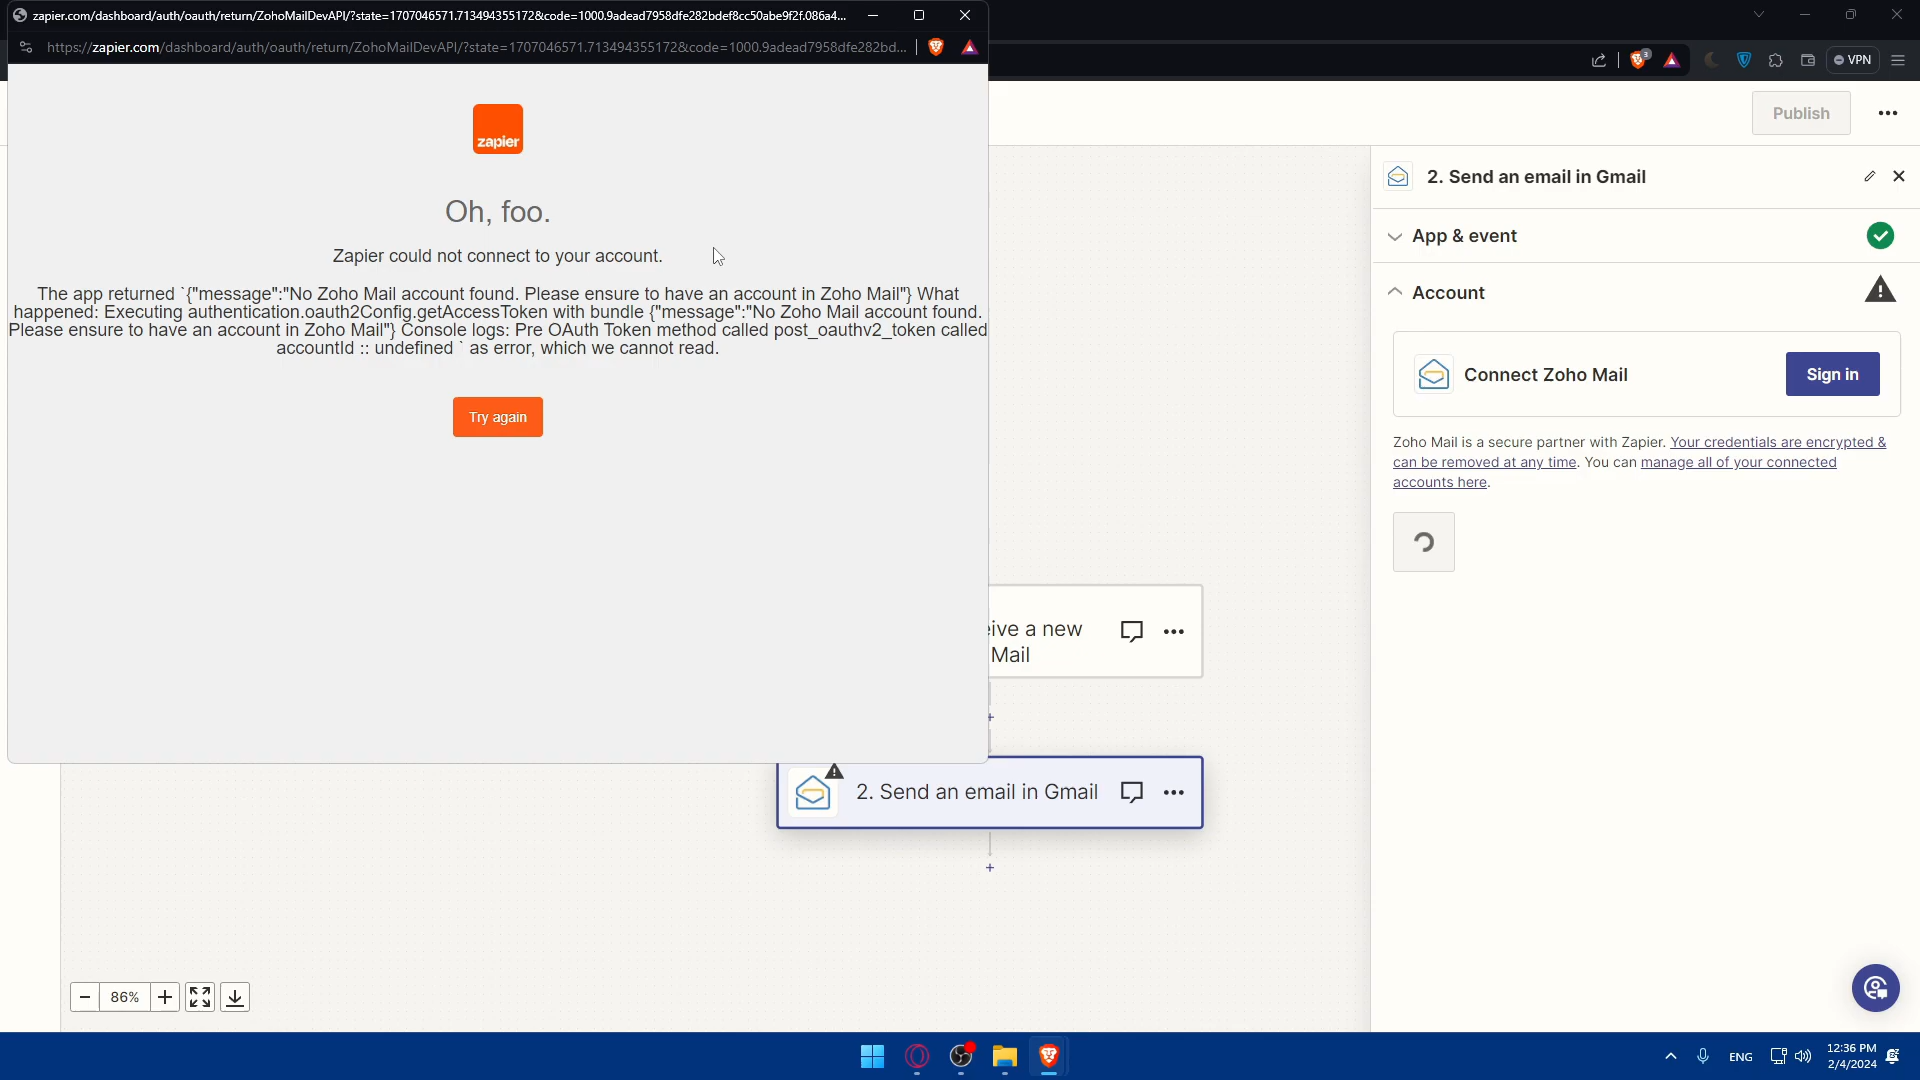 zapier.com/dashboard/auth/oauth/return/ZohoMailDevAPI/?state=1707046571.713494355172&code=1000.9adead7958dfe282bdef8cc50abe9f2f.086a4...
https://zapier.com/dashboard/auth/oauth/return/ZohoMailDevAPI/?state=1707046571.713494355172&code=1000.9adead7958dfe282bd...
3
VPN
zapier
Oh, foo.
Zapier could not connect to your account.
The app returned `{"message":"No Zoho Mail account found. Please ensure to have an account in Zoho Mail"} What
happened: Executing authentication.oauth2Config.getAccessToken with bundle {"message":"No Zoho Mail account found.
Please ensure to have an account in Zoho Mail"} Console logs: Pre OAuth Token method called post_oauthv2_token called
accountId :: undefined ` as error, which we cannot read.
Try again
Publish
2. Send an email in Gmail
App & event
Account
Connect Zoho Mail
Sign in
Zoho Mail is a secure partner with Zapier. Your credentials are encrypted &
can be removed at any time. You can manage all of your connected
accounts here.
eive a new
Mail
2. Send an email in Gmail
86%
ENG
12:36 PM
2/4/2024